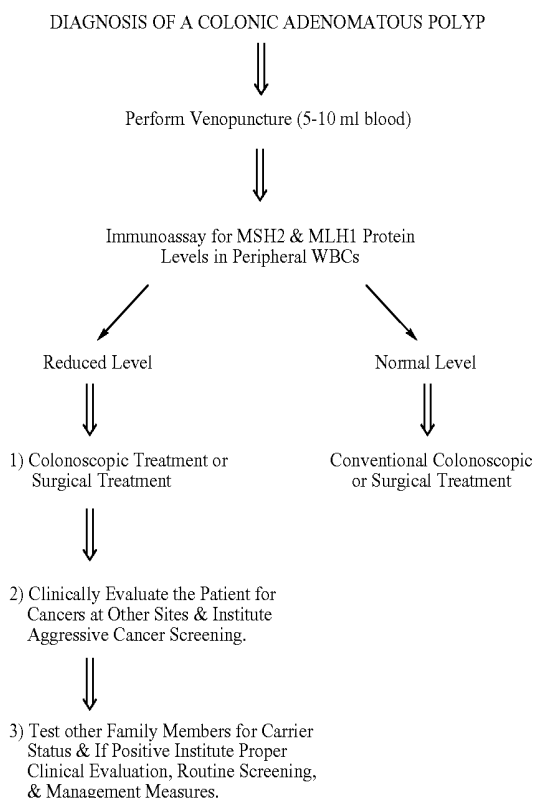 DIAGNOSIS OF A COLONIC ADENOMATOUS POLYP
Perform Venopuncture (5-10 ml blood)
Immunoassay for MSH2 & MLH1 Protein
Levels in Peripheral WBCs
Reduced Level
Normal Level
1) Colonoscopic Treatment or
Surgical Treatment
Conventional Colonoscopic
or Surgical Treatment
2) Clinically Evaluate the Patient for
Cancers at Other Sites & Institute
Aggressive Cancer Screening.
3) Test other Family Members for Carrier
Status & If Positive Institute Proper
Clinical Evaluation, Routine Screening,
& Management Measures.